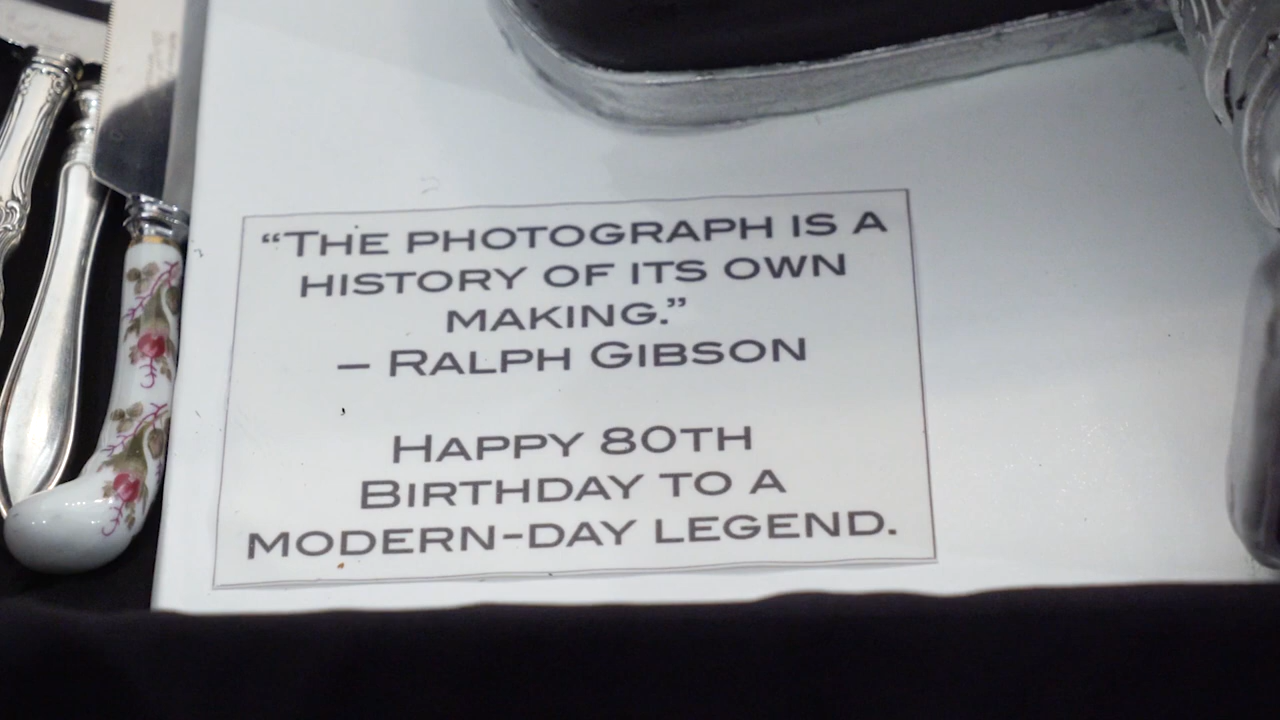 “THE PHOTOGRAPH IS A
HISTORY OF ITS OWN
MAKING.”
– RALPH GIBSON
HAPPY 80TH
BIRTHDAY TO A
MODERN-DAY LEGEND.